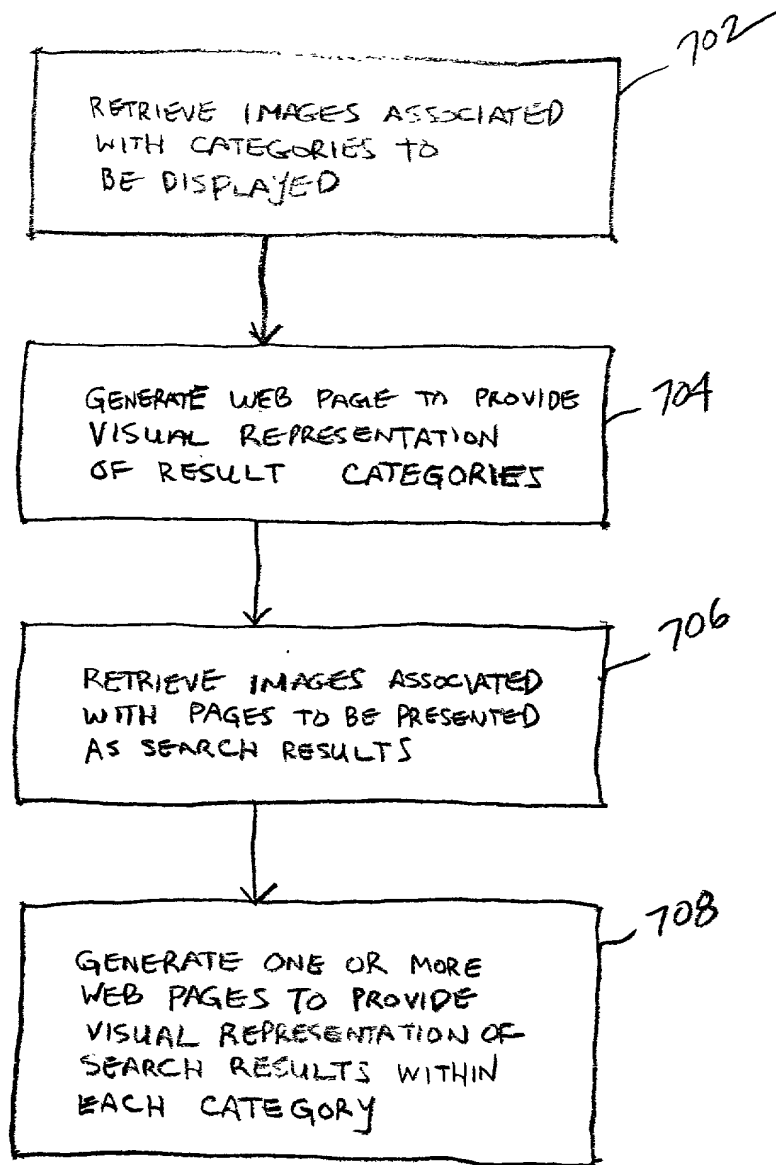 702
RETRIEVE IMAGES ASSOCIATED
WITH CATEGORIES TO
BE DISPLAYED
704
GENERATE WEB PAGE TO PROVIDE
VISUAL REPRESENTATION
OF RESULT CATEGORIES
706
RETRIEVE IMAGES ASSOCIATED
WITH PAGES TO BE PRESENTED
AS SEARCH RESULTS
708
GENERATE ONE OR MORE
WEB PAGES TO PROVIDE
VISUAL REPRESENTATION OF
SEARCH RESULTS WITHIN
EACH CATEGORY